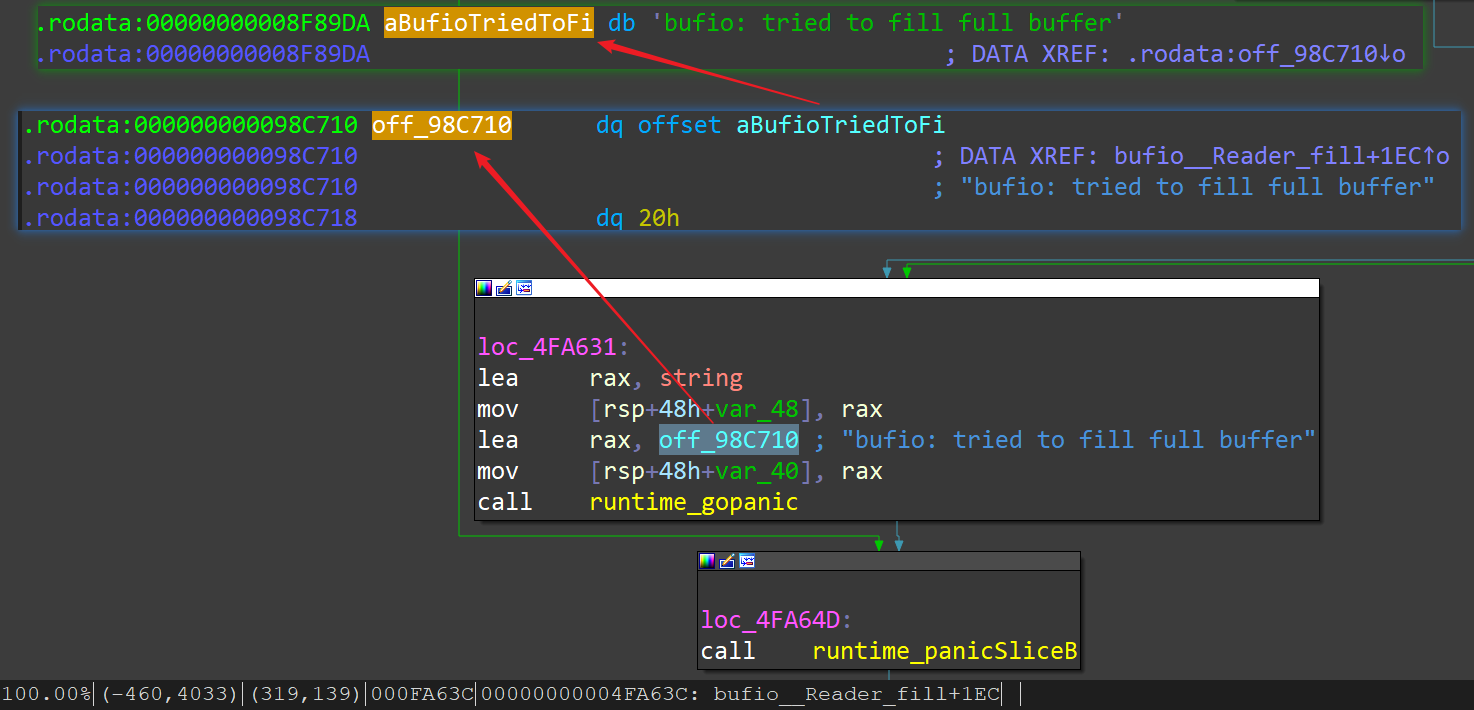 .rodata:00000000008F89DA aBufioTriedToFi db 'bufio: tried to fill full buffer'
.rodata:00000000008F89DA ; DATA XREF: .rodata:off_98C710↓o
.rodata:000000000098C710 off_98C710 dq offset aBufioTriedToFi
.rodata:000000000098C710 ; DATA XREF: bufio__Reader_fill+1EC↑o
.rodata:000000000098C710 ; "bufio: tried to fill full buffer"
.rodata:000000000098C718 dq 20h
loc_4FA631:
lea rax, string
mov [rsp+48h+var_48], rax
lea rax, off_98C710 ; "bufio: tried to fill full buffer"
mov [rsp+48h+var_40], rax
call runtime_gopanic
loc_4FA64D:
call runtime_panicSliceB
100.00% (-460,4033) (319,139) 000FA63C 00000000004FA63C: bufio__Reader_fill+1EC